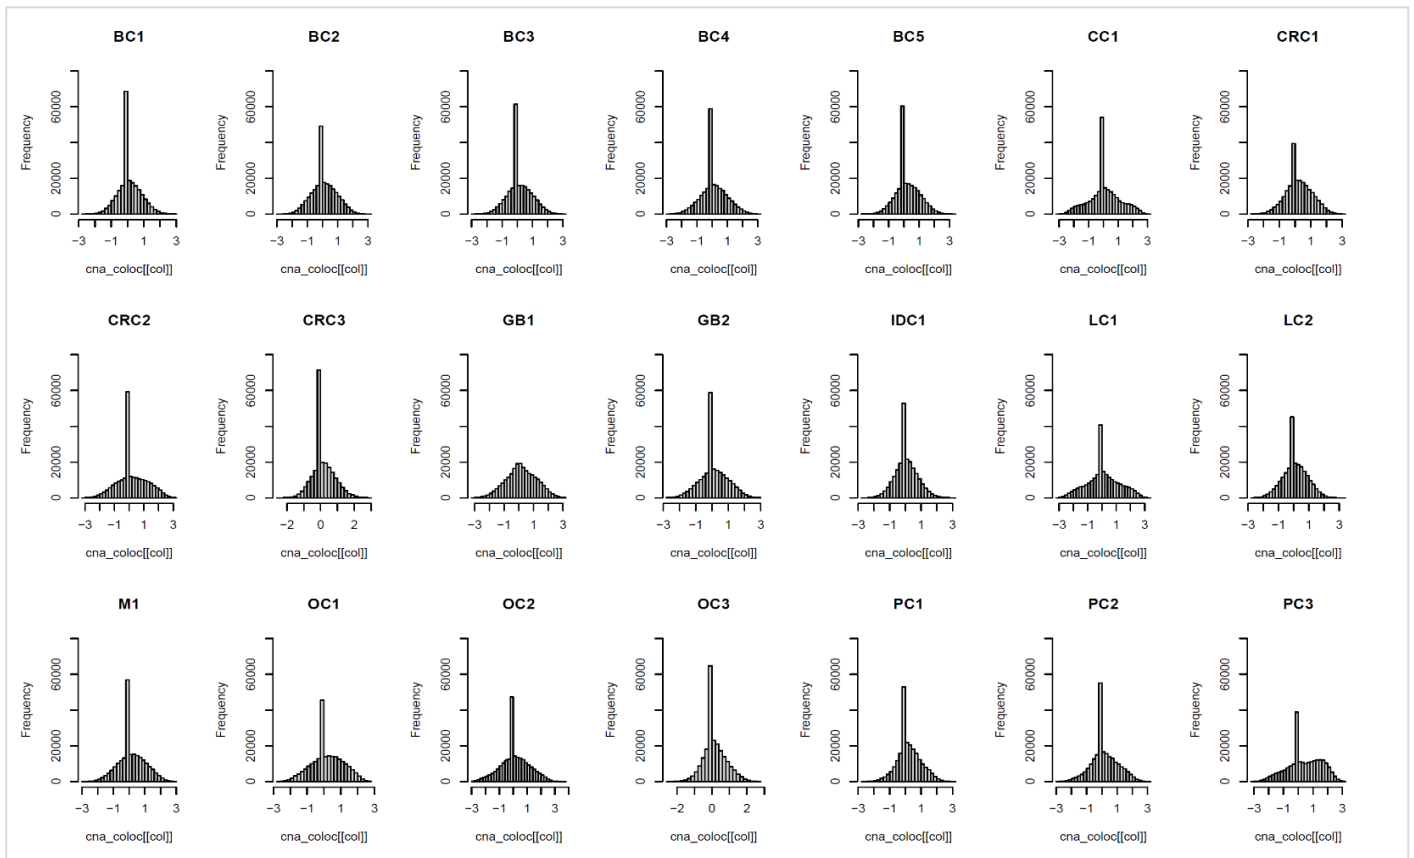 BC1 BC2 BC3 BC4 BC5 CC1 CRC1
Frequency Frequency Frequency Frequency Frequency Frequency Frequency
60000 60000 60000 60000 60000 60000 60000
20000 20000 20000 20000 20000 20000 20000
0 0 0 0 0 0 0
−3 −1 1 3 −3 −1 1 3 −3 −1 1 3 −3 −1 1 3 −3 −1 1 3 −3 −1 1 3 −3 −1 1 3
cna_coloc[[col]] cna_coloc[[col]] cna_coloc[[col]] cna_coloc[[col]] cna_coloc[[col]] cna_coloc[[col]] cna_coloc[[col]]
CRC2 CRC3 GB1 GB2 IDC1 LC1 LC2
Frequency Frequency Frequency Frequency Frequency Frequency Frequency
60000 60000 60000 60000 60000 60000 60000
20000 20000 20000 20000 20000 20000 20000
0 0 0 0 0 0 0
−3 −1 1 3 −2 0 2 −3 −1 1 3 −3 −1 1 3 −3 −1 1 3 −3 −1 1 3 −3 −1 1 3
cna_coloc[[col]] cna_coloc[[col]] cna_coloc[[col]] cna_coloc[[col]] cna_coloc[[col]] cna_coloc[[col]] cna_coloc[[col]]
M1 OC1 OC2 OC3 PC1 PC2 PC3
Frequency Frequency Frequency Frequency Frequency Frequency Frequency
60000 60000 60000 60000 60000 60000 60000
20000 20000 20000 20000 20000 20000 20000
0 0 0 0 0 0 0
−3 −1 1 3 −3 −1 1 3 −3 −1 1 3 −2 0 2 −3 −1 1 3 −3 −1 1 3 −3 −1 1 3
cna_coloc[[col]] cna_coloc[[col]] cna_coloc[[col]] cna_coloc[[col]] cna_coloc[[col]] cna_coloc[[col]] cna_coloc[[col]]